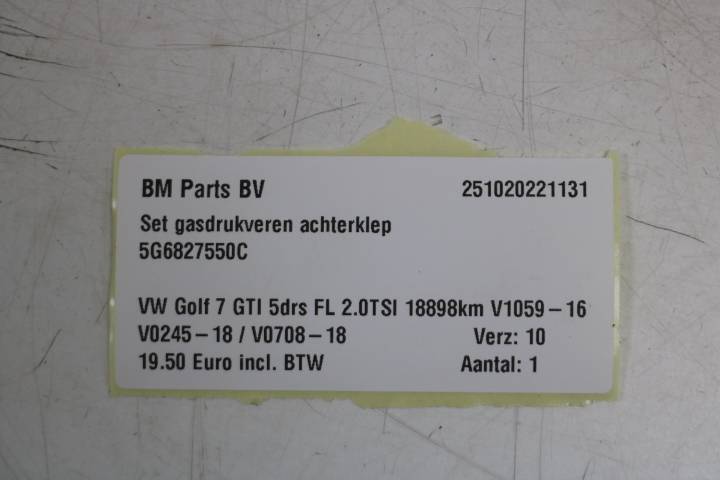 BM Parts BV 251020221131
Set gasdrukveren achterklep
5G6827550C
VW Golf 7 GTI 5drs FL 2.0TSI 18898km V1059-16
V0245-18 / V0708-18 Verz: 10
19.50 Euro incl. BTW Aantal: 1